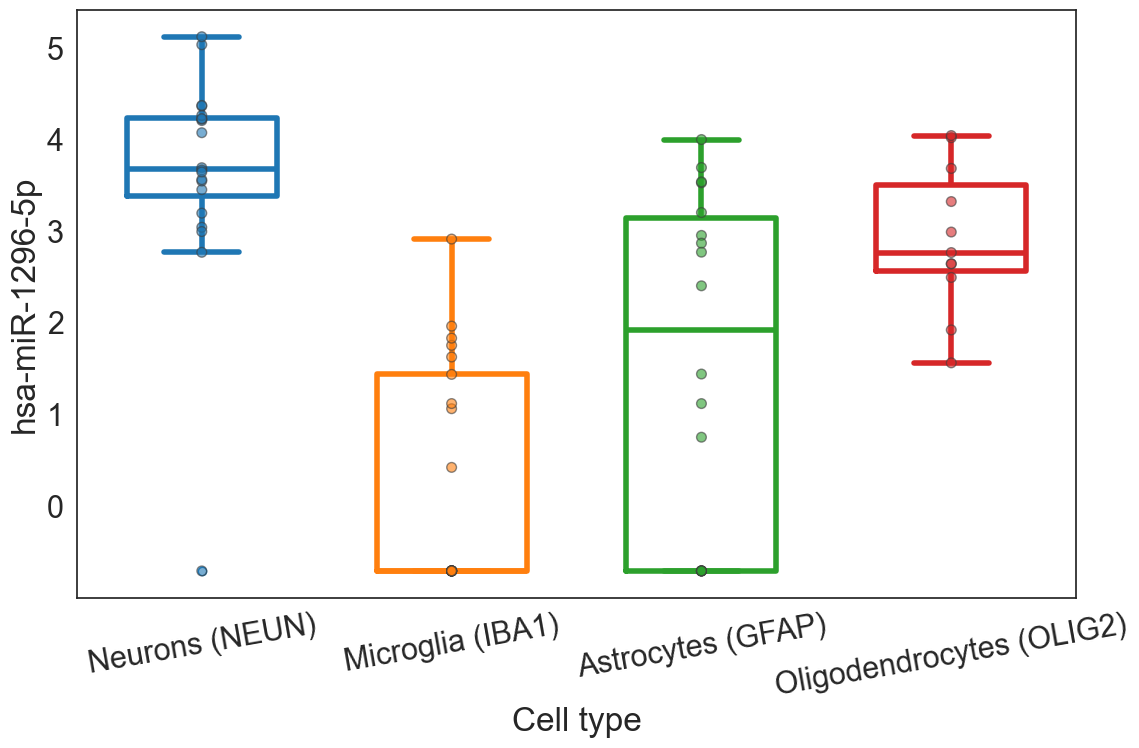 hsa-miR-1296-5p
5
4
3
2
1
0
Neurons (NEUN)
Microglia (IBA1)
Astrocytes (GFAP)
Oligodendrocytes (OLIG2)
Cell type